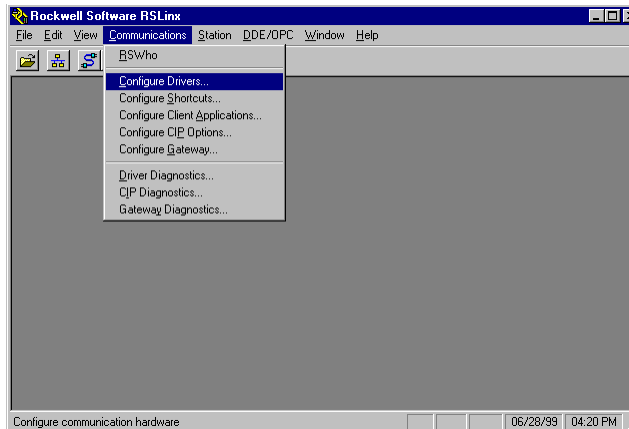 Rockwell Software RSLinx
File Edit View Communications Station DDE/OPC Window Help
RSWho
Configure Drivers...
Configure Shortcuts...
Configure Client Applications...
Configure CIP Options...
Configure Gateway...
Driver Diagnostics...
CIP Diagnostics...
Gateway Diagnostics...
Configure communication hardware 06/28/99 04:20 PM